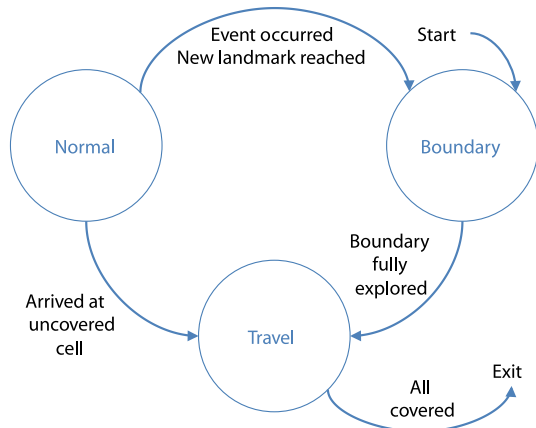 Event occurred
New landmark reached
Start
Normal
Boundary
Boundary
fully
explored
Arrived at
uncovered
cell
Travel
All
covered
Exit